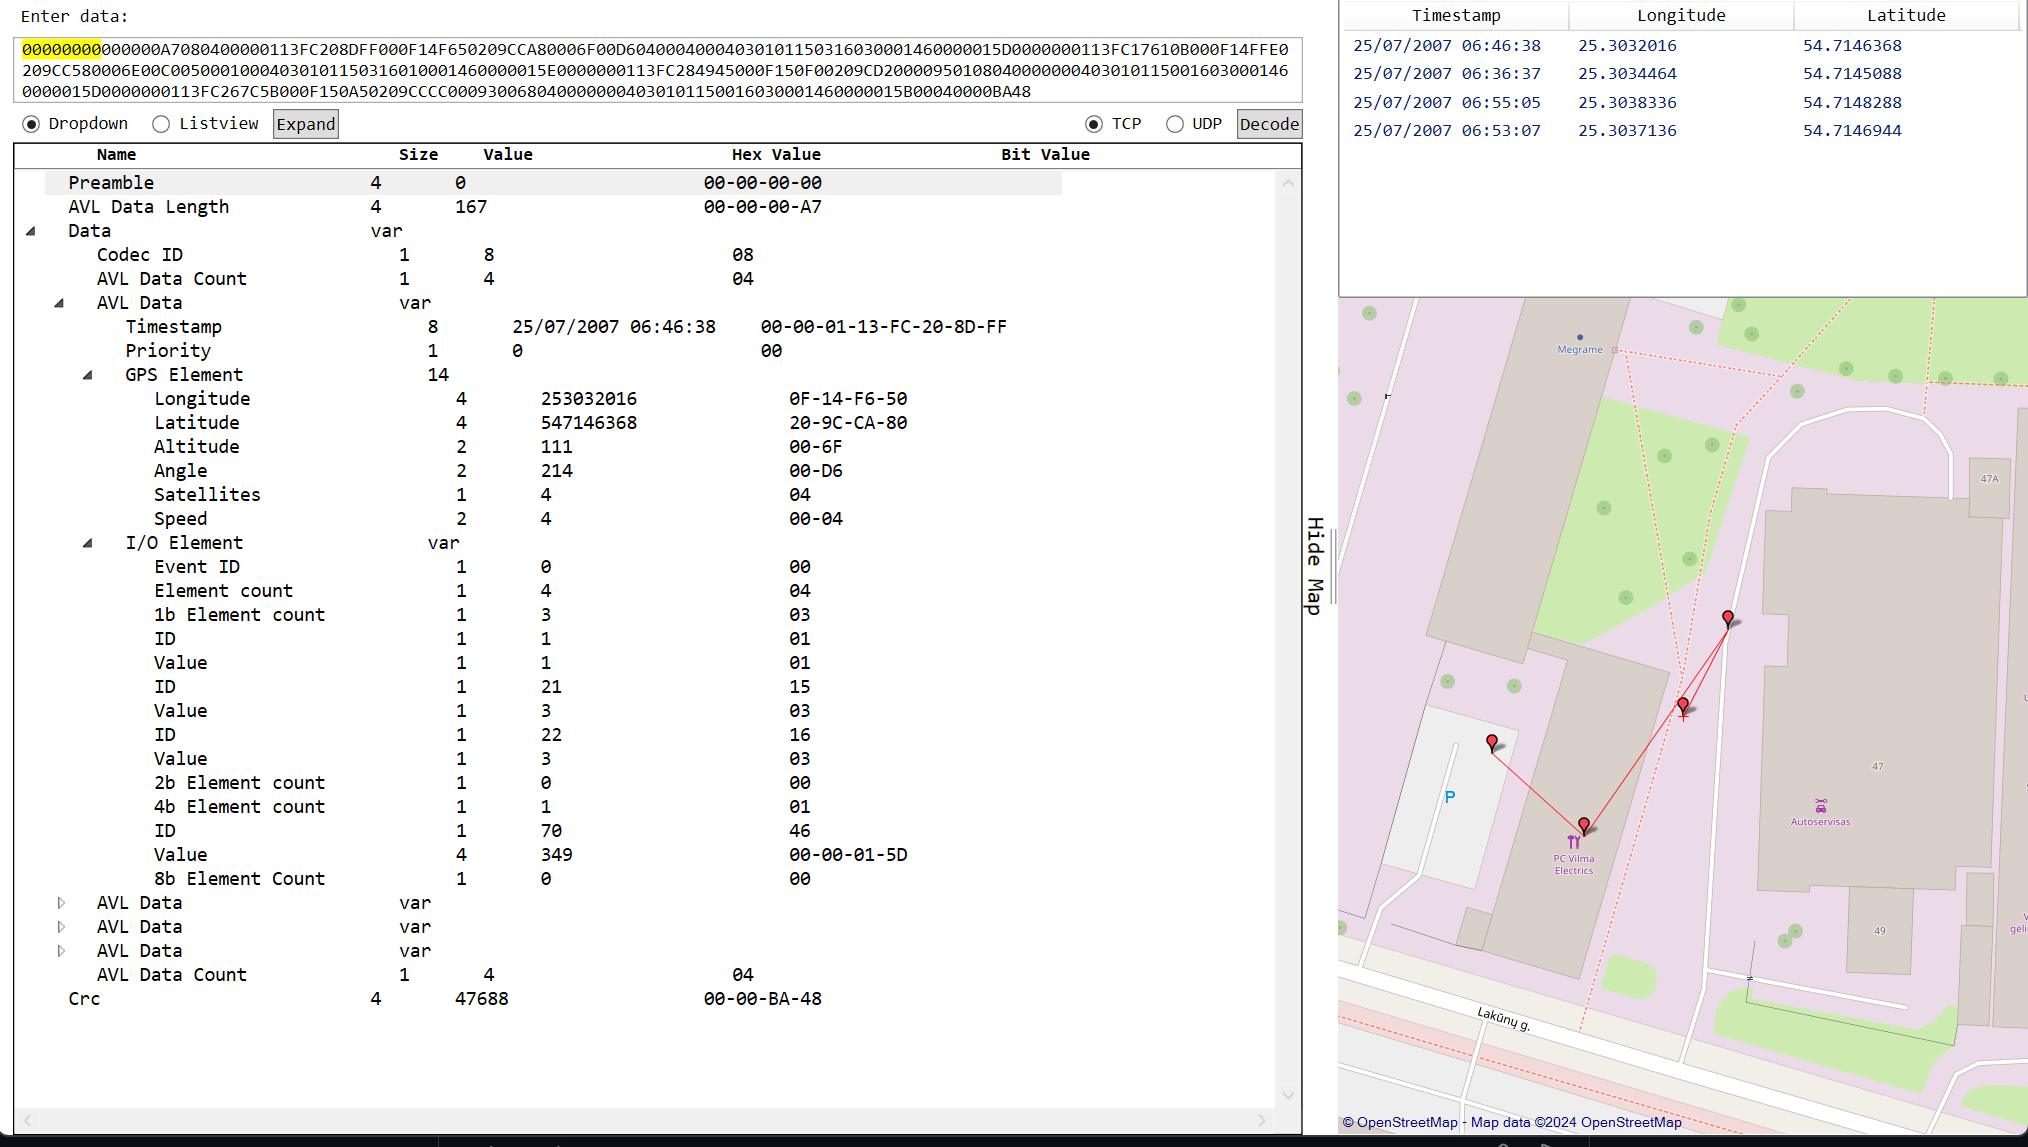 Enter data:
00000000000000A7080400000113FC208DFF000F14F650209CCA80006F00D60400040004030101150316030001460000015D0000000113FC17610B000F14FFE0
209CC580006E00C00500010004030101150316010001460000015E0000000113FC284945000F150F00209CD200009501080400000004030101150016030001460
0000015D0000000113FC267C5B000F150A50209CCCC0009300680400000004030101150016030001460000015B00040000BA48
Dropdown Listview Expand TCP UDP Decode
Name Size Value Hex Value Bit Value
Preamble 4 0 00-00-00-00
AVL Data Length 4 167 00-00-00-A7
Data var
Codec ID 1 8 08
AVL Data Count 1 4 04
AVL Data var
Timestamp 8 25/07/2007 06:46:38 00-00-01-13-FC-20-8D-FF
Priority 1 0 00
GPS Element 14
Longitude 4 253032016 0F-14-F6-50
Latitude 4 547146368 20-9C-CA-80
Altitude 2 111 00-6F
Angle 2 214 00-D6
Satellites 1 4 04
Speed 2 4 00-04
I/O Element var
Event ID 1 0 00
Element count 1 4 04
1b Element count 1 3 03
ID 1 1 01
Value 1 1 01
ID 1 21 15
Value 1 3 03
ID 1 22 16
Value 1 3 03
2b Element count 1 0 00
4b Element count 1 1 01
ID 1 70 46
Value 4 349 00-00-01-5D
8b Element Count 1 0 00
AVL Data var
AVL Data var
AVL Data var
AVL Data Count 1 4 04
Crc 4 47688 00-00-BA-48
Hide Map
Timestamp Longitude Latitude
25/07/2007 06:46:38 25.3032016 54.7146368
25/07/2007 06:36:37 25.3034464 54.7145088
25/07/2007 06:55:05 25.3038336 54.7148288
25/07/2007 06:53:07 25.3037136 54.7146944
Megrame
47A
47
P
Autoservisas
PC Vilma
Electrics
49
Lakūnų g.
© OpenStreetMap - Map data ©2024 OpenStreetMap